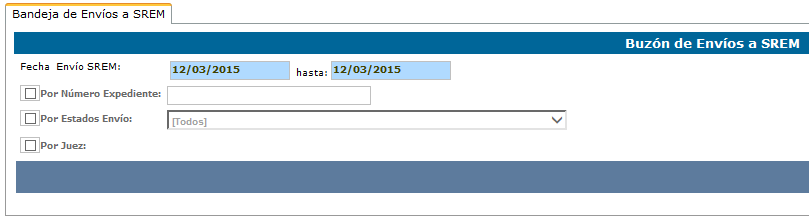 Bandeja de Envíos a SREM
Buzón de Envíos a SREM
Fecha Envío SREM: 12/03/2015 hasta: 12/03/2015
Por Número Expediente:
Por Estados Envío: [Todos]
Por Juez: